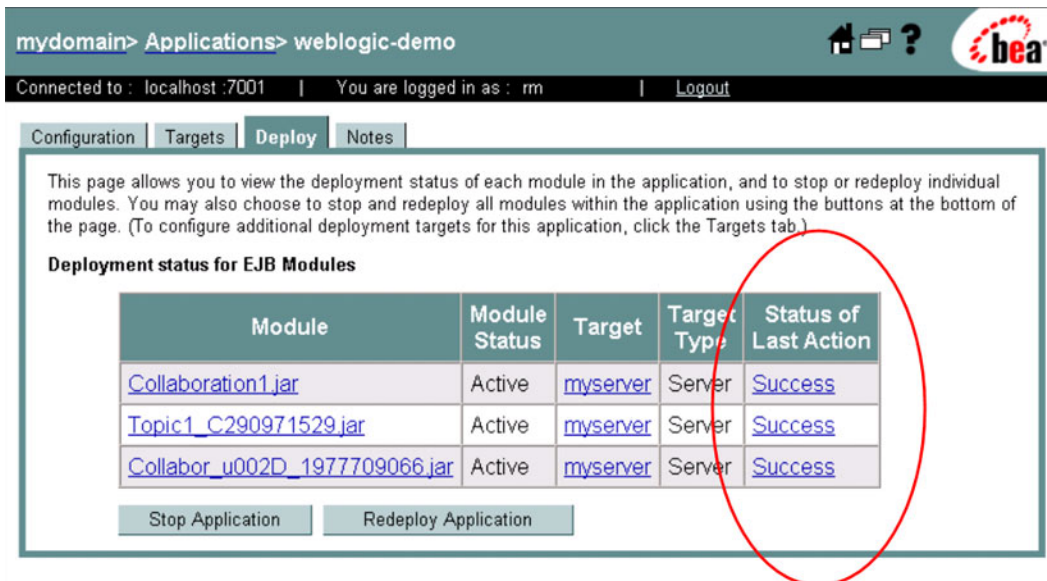 mydomain> Applications> weblogic-demo
?
bea
Connected to : localhost :7001 | You are logged in as : rm | Logout
Configuration Targets Deploy Notes
This page allows you to view the deployment status of each module in the application, and to stop or redeploy individual
modules. You may also choose to stop and redeploy all modules within the application using the buttons at the bottom of
the page. (To configure additional deployment targets for this application, click the Targets tab.)
Deployment status for EJB Modules
Module Module Status Target Target Type Status of Last Action
Collaboration1.jar Active myserver Server Success
Topic1_C290971529.jar Active myserver Server Success
Collabor_u002D_1977709066.jar Active myserver Server Success
Stop Application Redeploy Application